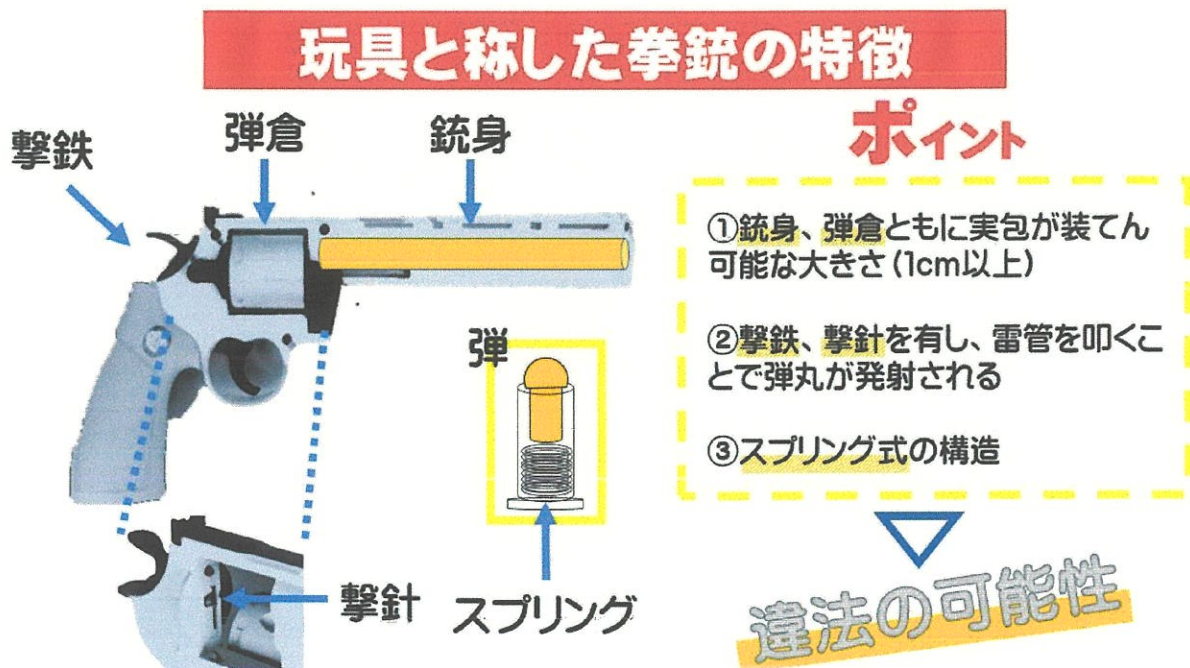 玩具と称した拳銃の特徴
撃鉄
弾倉
銃身
弾
撃針
スプリング
ポイント
①銃身、弾倉ともに実包が装てん
可能な大きさ(1cm以上)
②撃鉄、撃針を有し、雷管を叩くこ
とで弾丸が発射される
③スプリング式の構造
違法の可能性